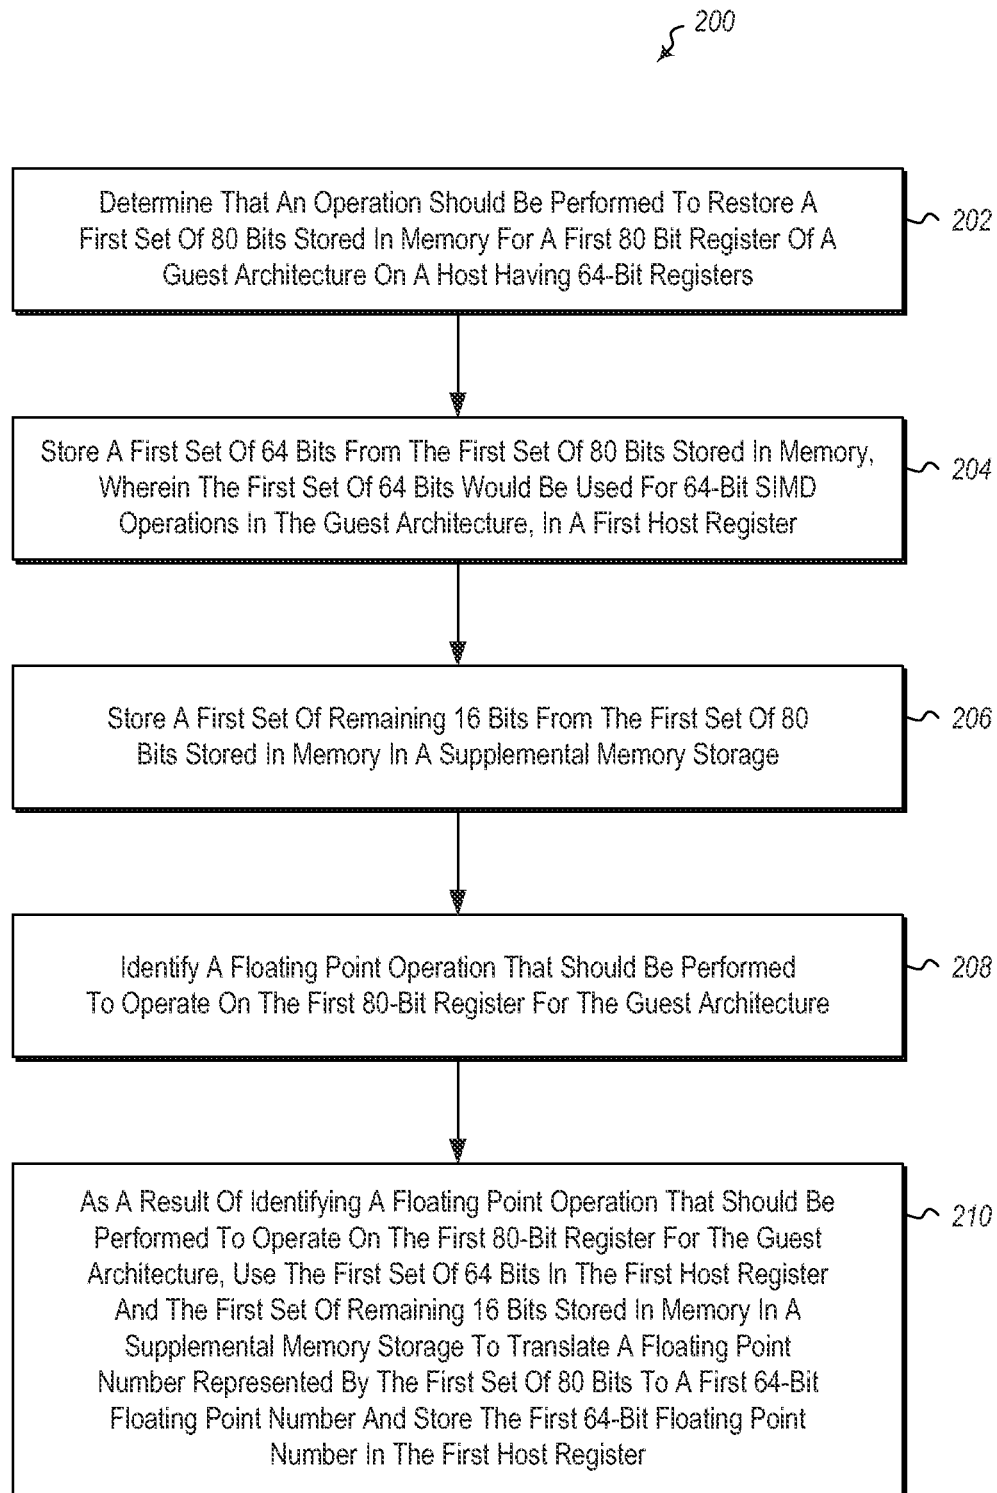 200
Determine That An Operation Should Be Performed To Restore A
First Set Of 80 Bits Stored In Memory For A First 80 Bit Register Of A
Guest Architecture On A Host Having 64-Bit Registers
202
Store A First Set Of 64 Bits From The First Set Of 80 Bits Stored In Memory,
Wherein The First Set Of 64 Bits Would Be Used For 64-Bit SIMD
Operations In The Guest Architecture, In A First Host Register
204
Store A First Set Of Remaining 16 Bits From The First Set Of 80
Bits Stored In Memory In A Supplemental Memory Storage
206
Identify A Floating Point Operation That Should Be Performed
To Operate On The First 80-Bit Register For The Guest Architecture
208
As A Result Of Identifying A Floating Point Operation That Should Be
Performed To Operate On The First 80-Bit Register For The Guest
Architecture, Use The First Set Of 64 Bits In The First Host Register
And The First Set Of Remaining 16 Bits Stored In Memory In A
Supplemental Memory Storage To Translate A Floating Point
Number Represented By The First Set Of 80 Bits To A First 64-Bit
Floating Point Number And Store The First 64-Bit Floating Point
Number In The First Host Register
210